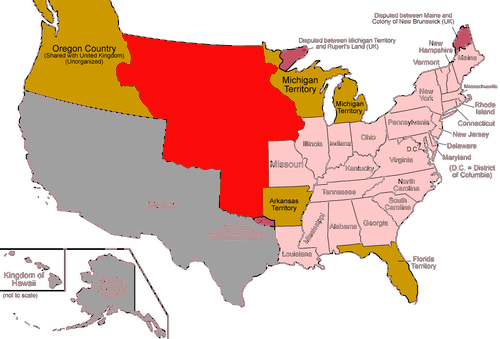 Disputed between Maine and
Colony of New Brunswick (UK)
Disputed between Michigan Territory
and Rupert's Land (UK)
Oregon Country
(Shared with United Kingdom)
(Unorganized)
New
Hampshire
Vermont
Maine
Michigan
Territory
Michigan
Territory
New
York
Massachusetts
Rhode
Island
Connecticut
New Jersey
Delaware
Maryland
(D.C. = District
of Columbia)
Pennsylvania
D.C.
Illinois
Indiana
Ohio
Missouri
Kentucky
Virginia
North
Carolina
Tennessee
South
Carolina
Arkansas
Territory
Mississippi
Alabama
Georgia
Louisiana
Florida
Territory
Kingdom of
Hawaii
(not to scale)